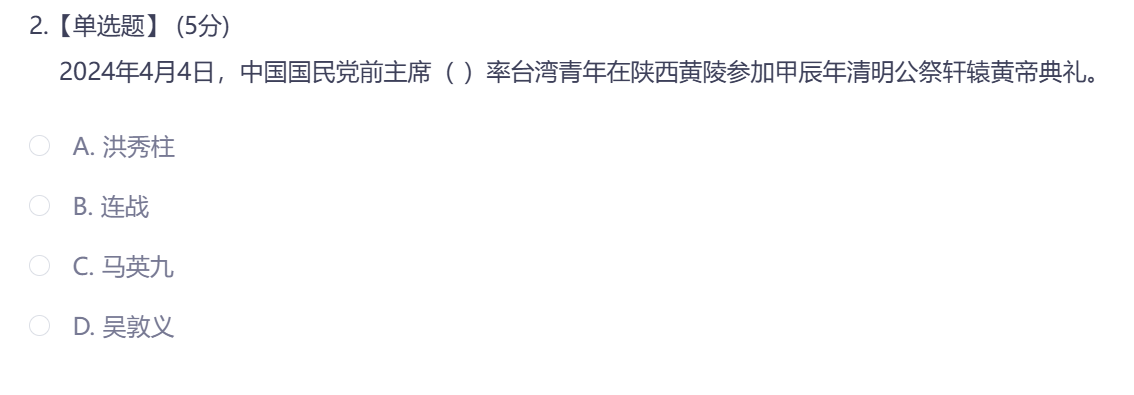 2.【单选题】 (5分)
2024年4月4日，中国国民党前主席（ ）率台湾青年在陕西黄陵参加甲辰年清明公祭轩辕黄帝典礼。
A. 洪秀柱
B. 连战
C. 马英九
D. 吴敦义